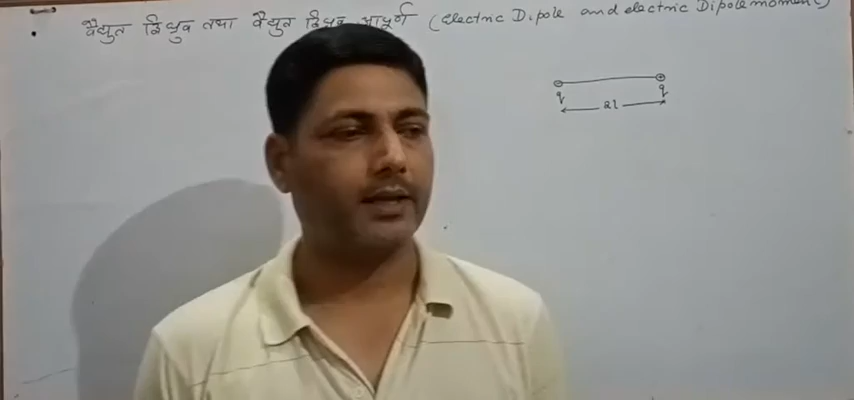 वैद्युत द्विध्रुव तथा वैद्युत द्विध्रुव आघूर्ण (Electric Dipole and electric Dipole moment)
q q
2l